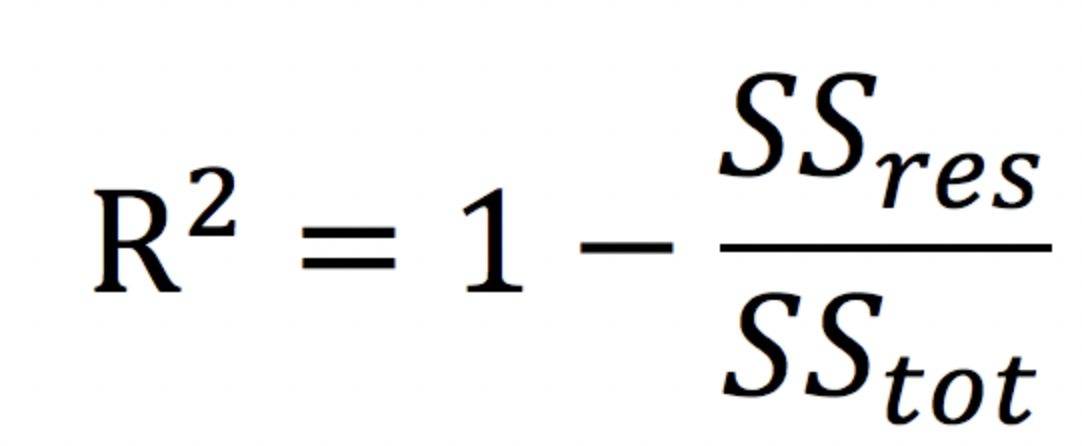 R² = 1 − SS_res / SS_tot